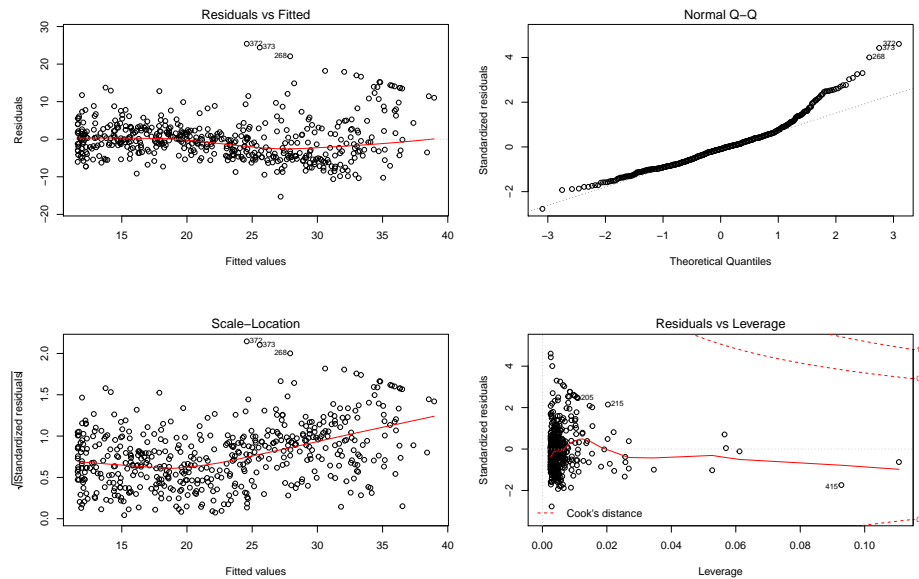 Residuals vs Fitted
Residuals
30
20
10
0
−10
−20
372
373
268
15 20 25 30 35 40
Fitted values
Normal Q−Q
Standardized residuals
4
2
0
−2
372
373
268
−3 −2 −1 0 1 2 3
Theoretical Quantiles
Scale−Location
√|Standardized residuals|
2.0
1.5
1.0
0.5
0.0
372
373
268
15 20 25 30 35 40
Fitted values
Residuals vs Leverage
Standardized residuals
4
2
0
−2
205
215
415
Cook's distance
0.00 0.02 0.04 0.06 0.08 0.10
Leverage